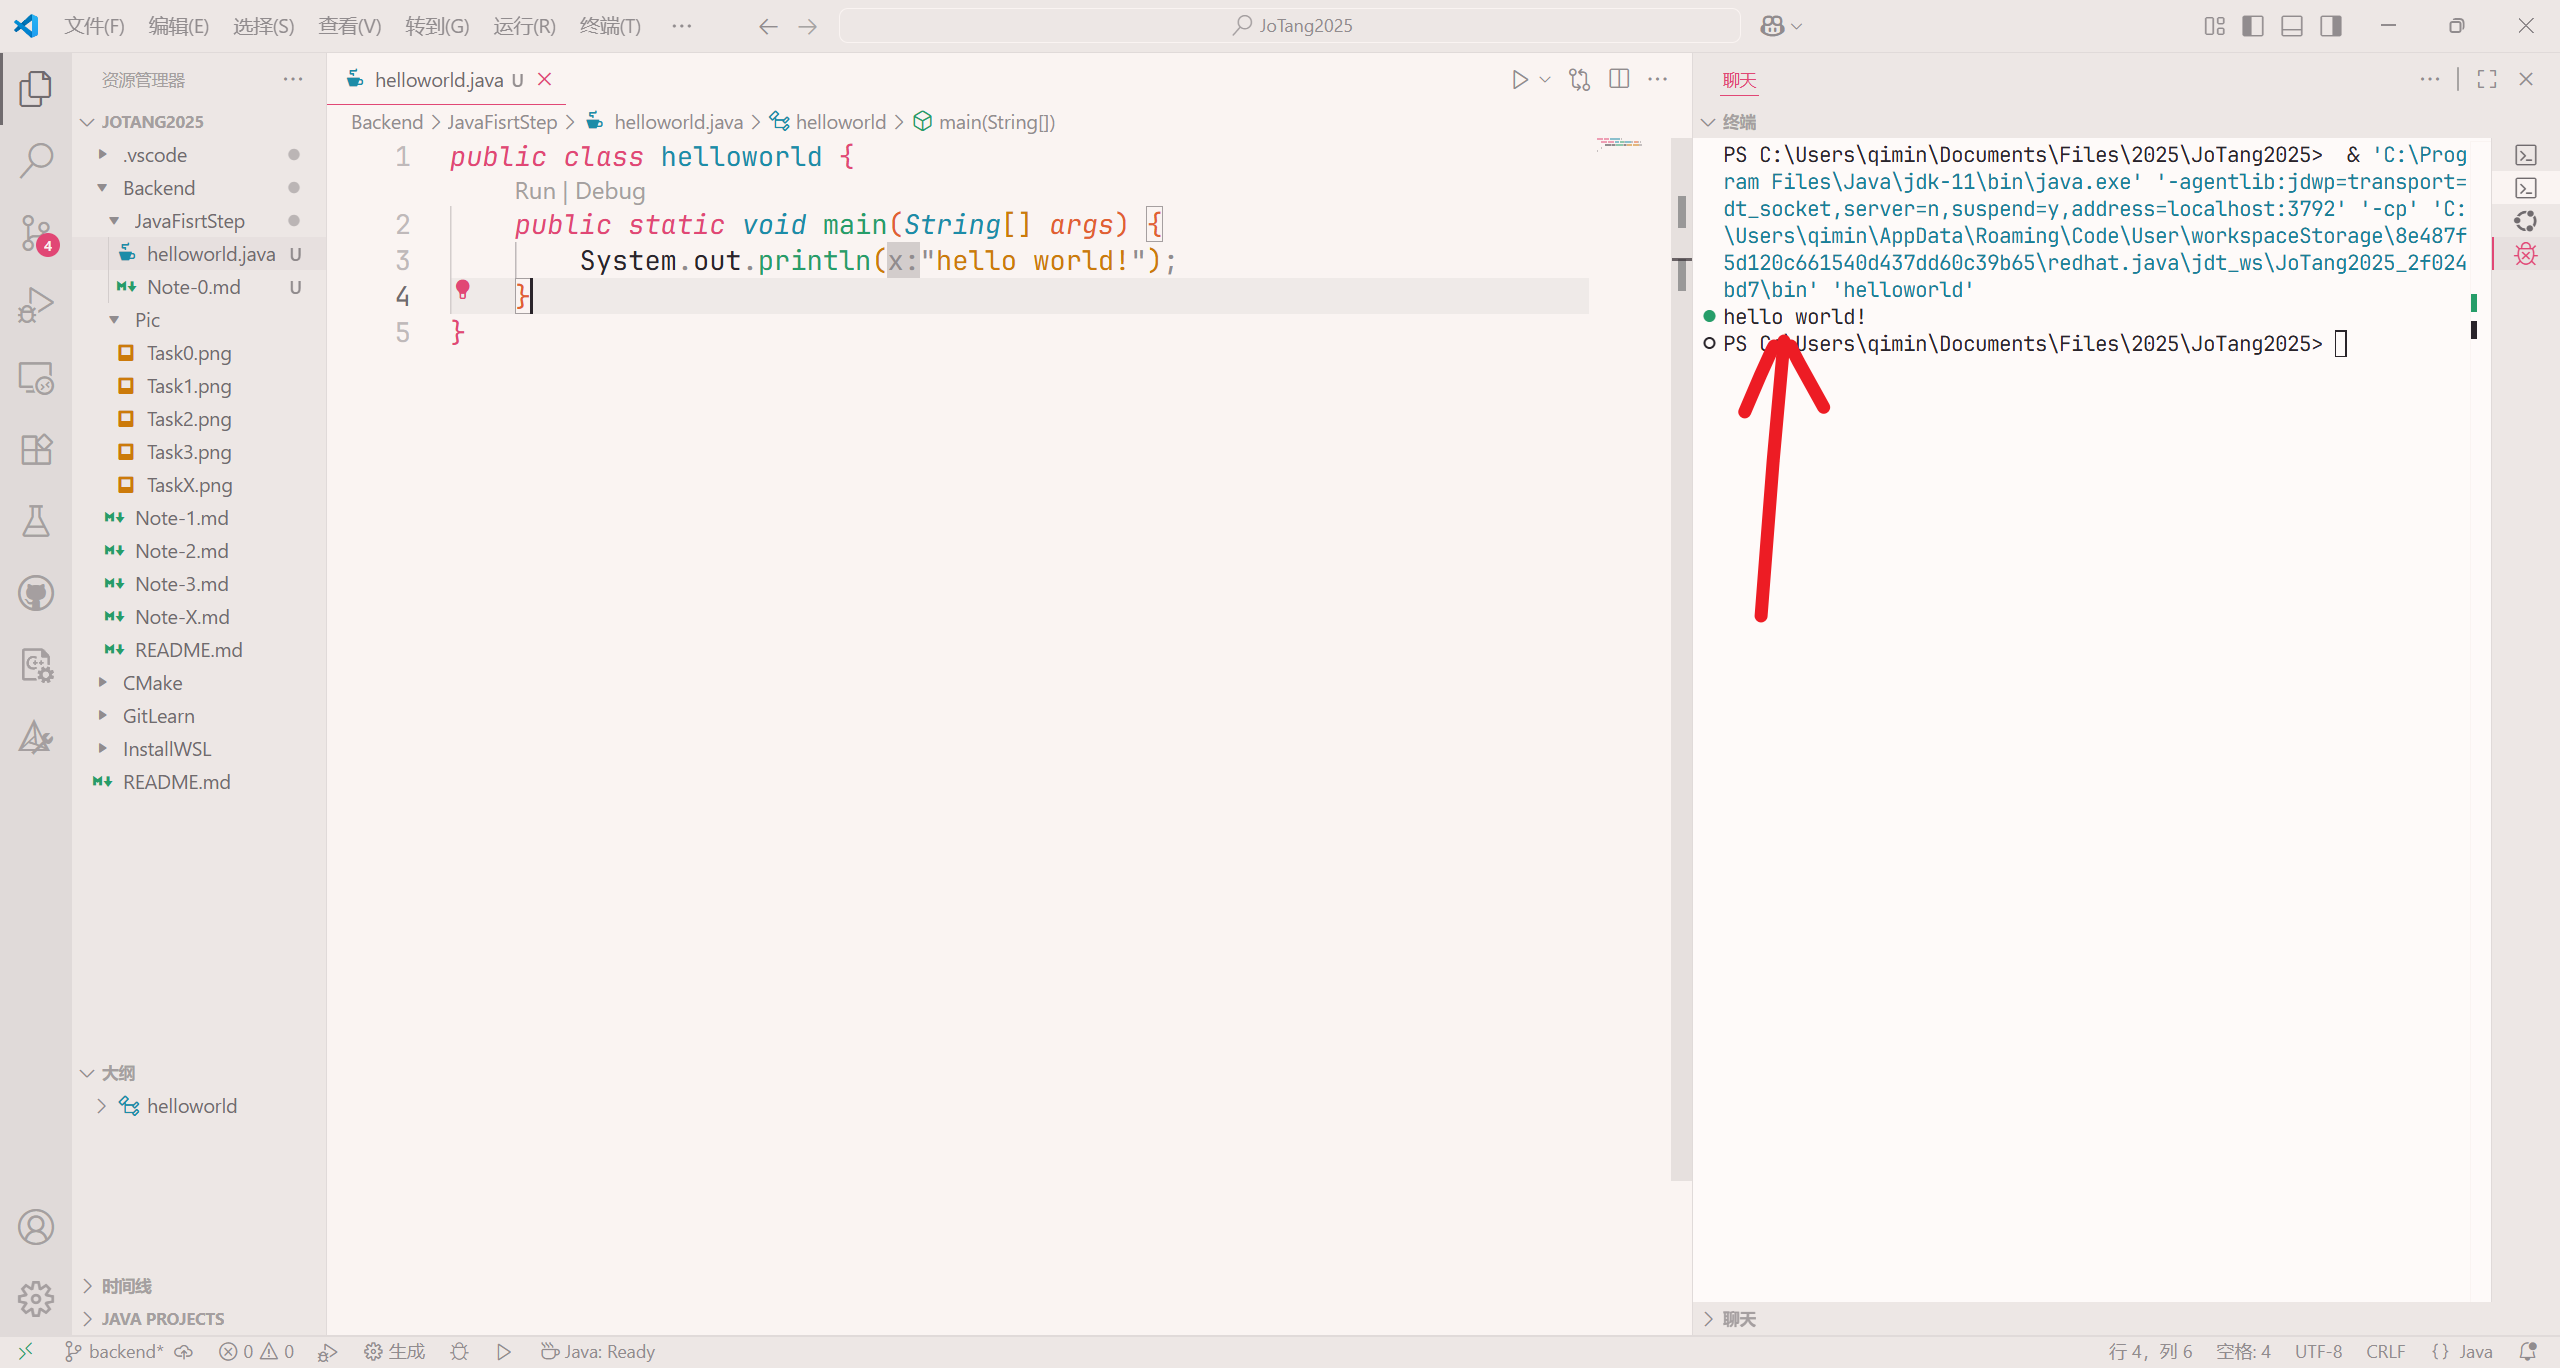 文件(F) 编辑(E) 选择(S) 查看(V) 转到(G) 运行(R) 终端(T) ··· JoTang2025
资源管理器 ···
JOTANG2025
.vscode
Backend
JavaFisrtStep
helloworld.java U
Note-0.md U
Pic
Task0.png
Task1.png
Task2.png
Task3.png
TaskX.png
Note-1.md
Note-2.md
Note-3.md
Note-X.md
README.md
CMake
GitLearn
InstallWSL
README.md
大纲
helloworld
时间线
JAVA PROJECTS
4
helloworld.java U
Backend > JavaFisrtStep > helloworld.java > helloworld > main(String[])
1 public class helloworld {
Run | Debug
2 public static void main(String[] args) {
3 System.out.println(x:"hello world!");
4 }
5 }
聊天
终端
PS C:\Users\qimin\Documents\Files\2025\JoTang2025>  & 'C:\Prog
ram Files\Java\jdk-11\bin\java.exe' '-agentlib:jdwp=transport=
dt_socket,server=n,suspend=y,address=localhost:3792' '-cp' 'C:
\Users\qimin\AppData\Roaming\Code\User\workspaceStorage\8e487f
5d120c661540d437dd60c39b65\redhat.java\jdt_ws\JoTang2025_2f024
bd7\bin' 'helloworld'
hello world!
PS C:\Users\qimin\Documents\Files\2025\JoTang2025>
聊天
backend* 0 0 生成 Java: Ready 行 4，列 6 空格: 4 UTF-8 CRLF {} Java